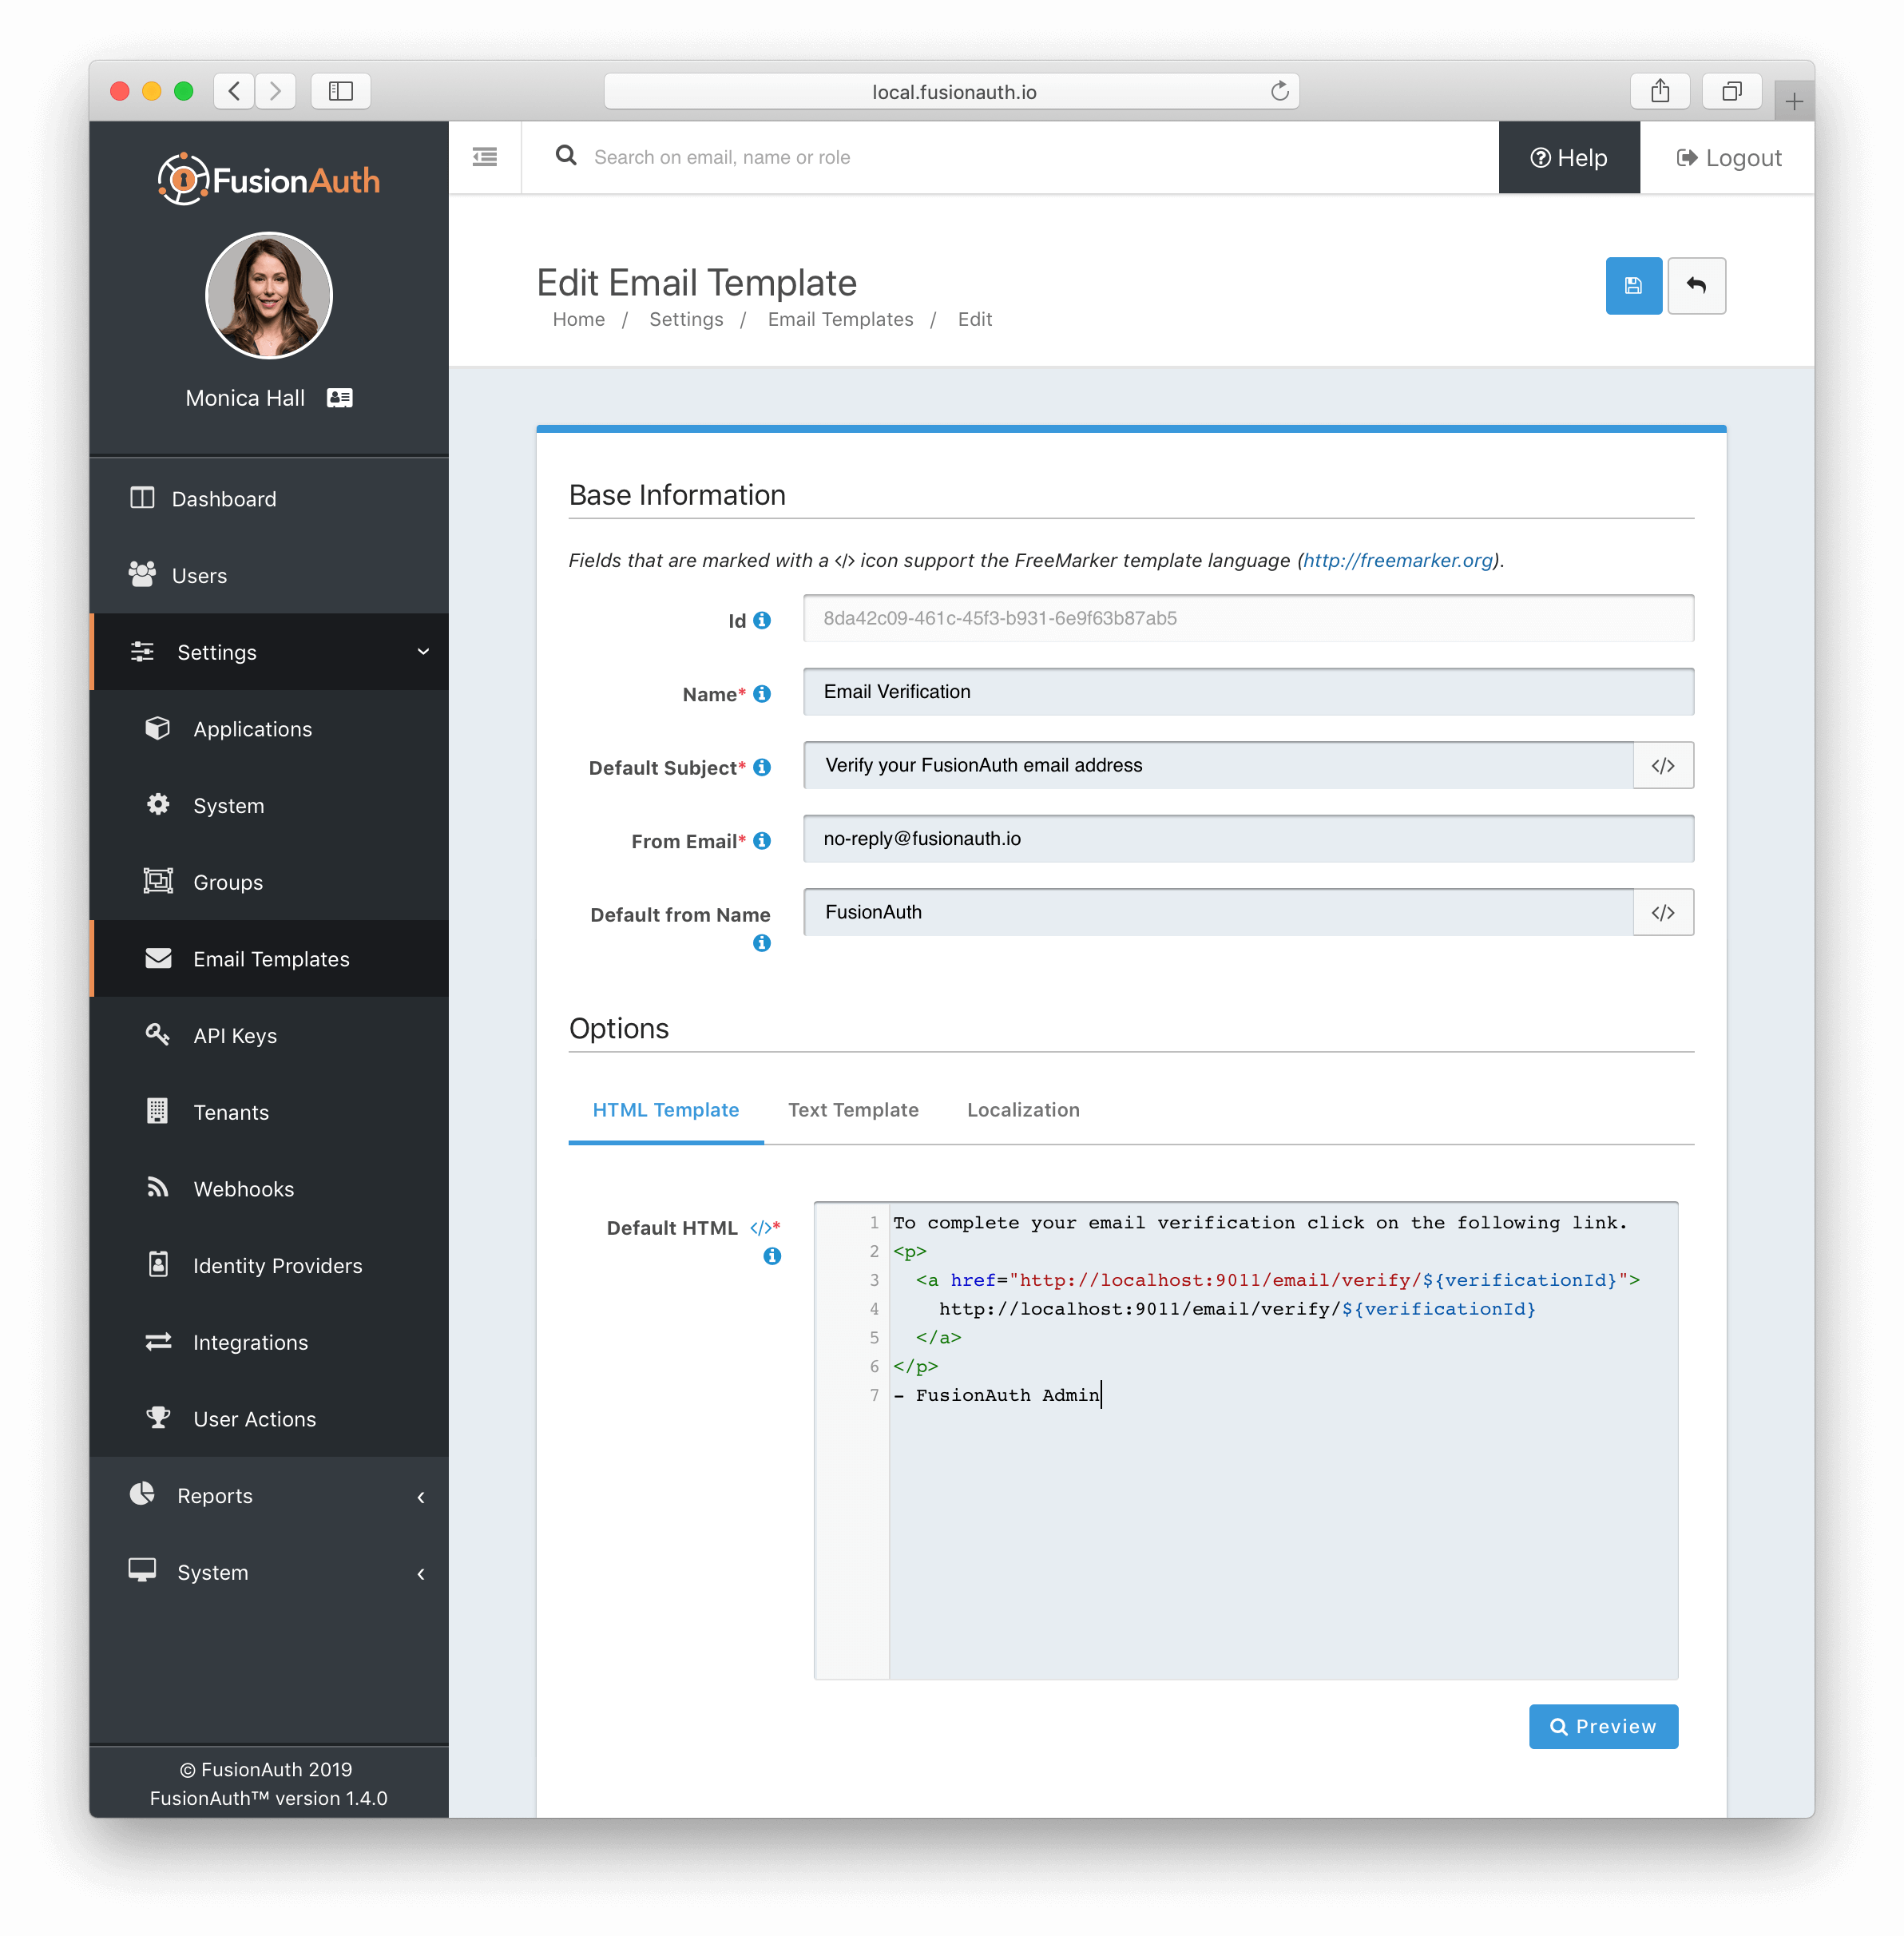 local.fusionauth.io
FusionAuth
Search on email, name or role
Help
Logout
Monica Hall
Dashboard
Users
Settings
Applications
System
Groups
Email Templates
API Keys
Tenants
Webhooks
Identity Providers
Integrations
User Actions
Reports
System
© FusionAuth 2019
FusionAuth™ version 1.4.0
Edit Email Template
Home / Settings / Email Templates / Edit
Base Information
Fields that are marked with a </> icon support the FreeMarker template language (http://freemarker.org).
Id 8da42c09-461c-45f3-b931-6e9f63b87ab5
Name* Email Verification
Default Subject* Verify your FusionAuth email address </>
From Email* no-reply@fusionauth.io
Default from Name FusionAuth </>
Options
HTML Template Text Template Localization
Default HTML </>*
1 To complete your email verification click on the following link.
2 <p>
3 <a href="http://localhost:9011/email/verify/${verificationId}">
4 http://localhost:9011/email/verify/${verificationId}
5 </a>
6 </p>
7 - FusionAuth Admin
Preview